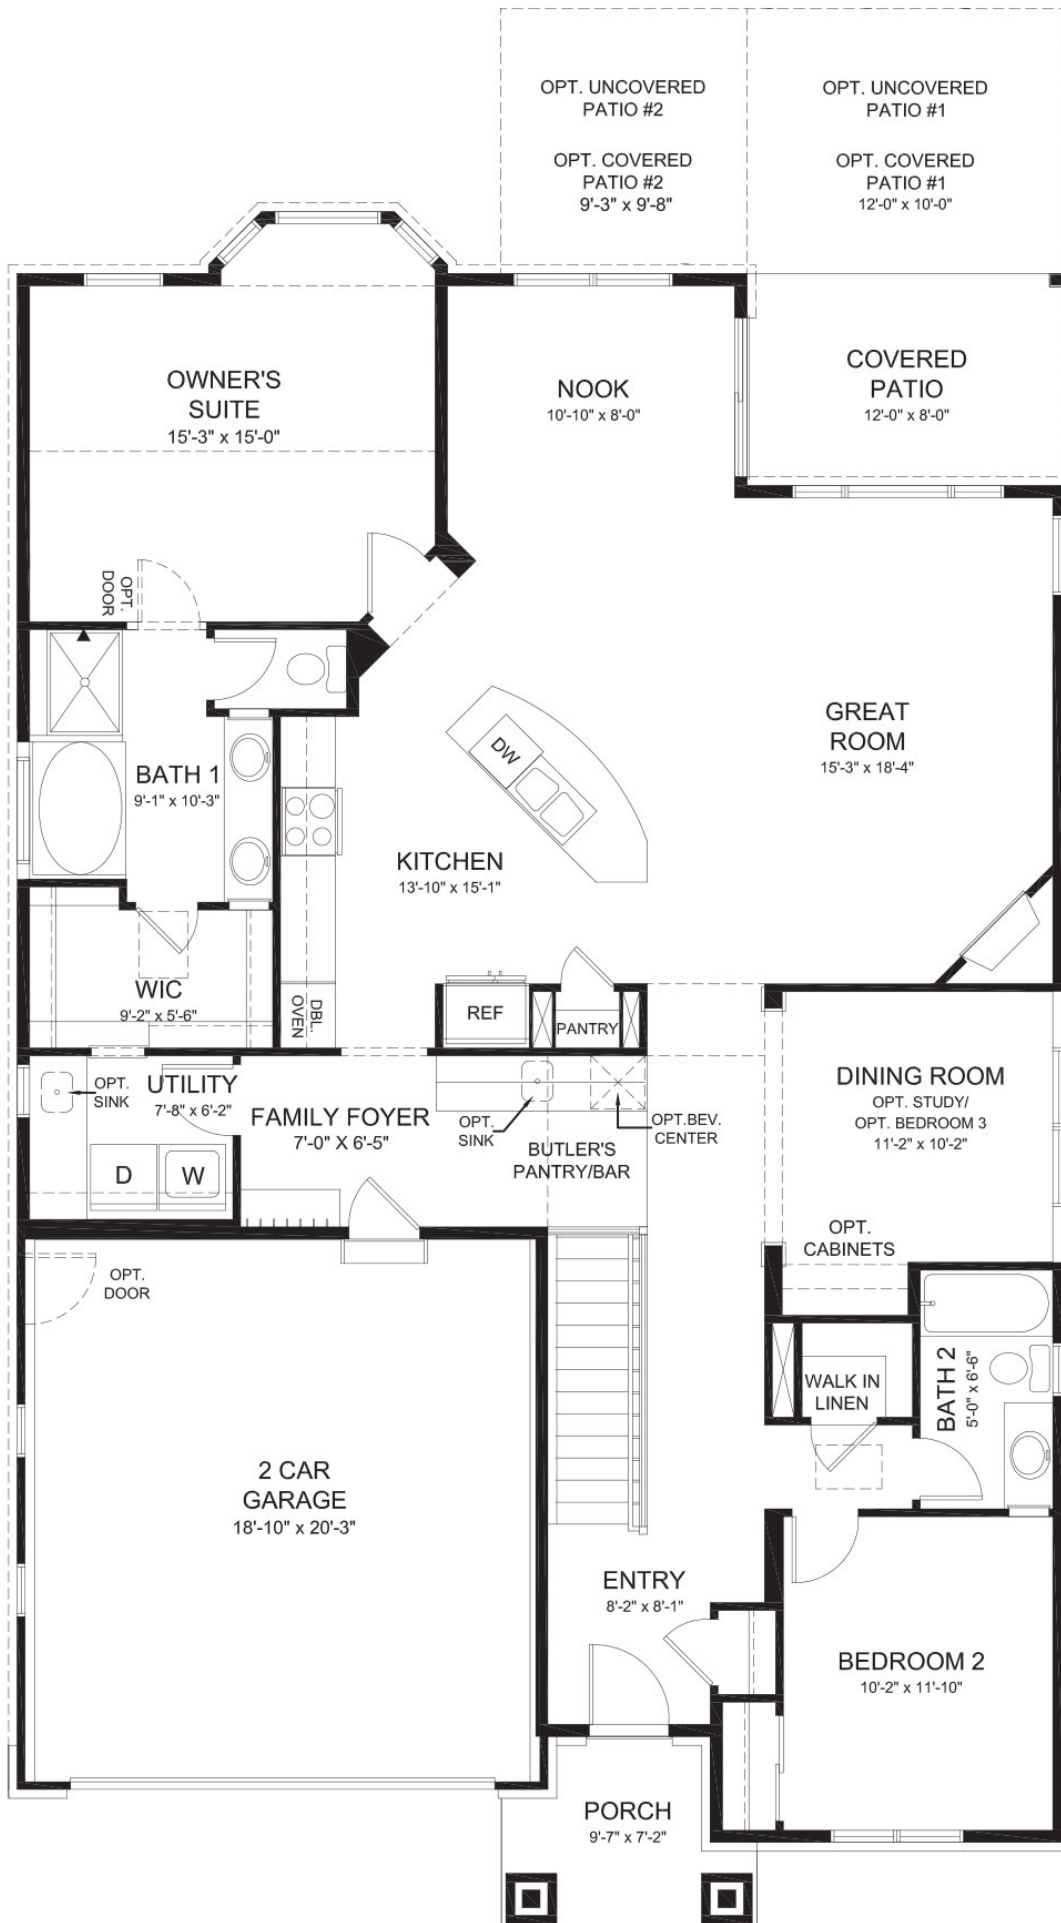 OPT. UNCOVERED
PATIO #2
OPT. COVERED
PATIO #2
9'-3" x 9'-8"
OPT. UNCOVERED
PATIO #1
OPT. COVERED
PATIO #1
12'-0" x 10'-0"
OWNER'S
SUITE
15'-3" x 15'-0"
NOOK
10'-10" x 8'-0"
COVERED
PATIO
12'-0" x 8'-0"
OPT.
DOOR
GREAT
ROOM
15'-3" x 18'-4"
DW
BATH 1
9'-1" x 10'-3"
KITCHEN
13'-10" x 15'-1"
WIC
9'-2" x 5'-6"
DBL.
OVEN
REF
PANTRY
OPT.
SINK
UTILITY
7'-8" x 6'-2"
FAMILY FOYER
7'-0" X 6'-5"
OPT.
SINK
OPT.BEV.
CENTER
BUTLER'S
PANTRY/BAR
DINING ROOM
OPT. STUDY/
OPT. BEDROOM 3
11'-2" x 10'-2"
D
W
OPT.
CABINETS
OPT.
DOOR
WALK IN
LINEN
BATH 2
5'-0" x 6'-6"
2 CAR
GARAGE
18'-10" x 20'-3"
ENTRY
8'-2" x 8'-1"
BEDROOM 2
10'-2" x 11'-10"
PORCH
9'-7" x 7'-2"